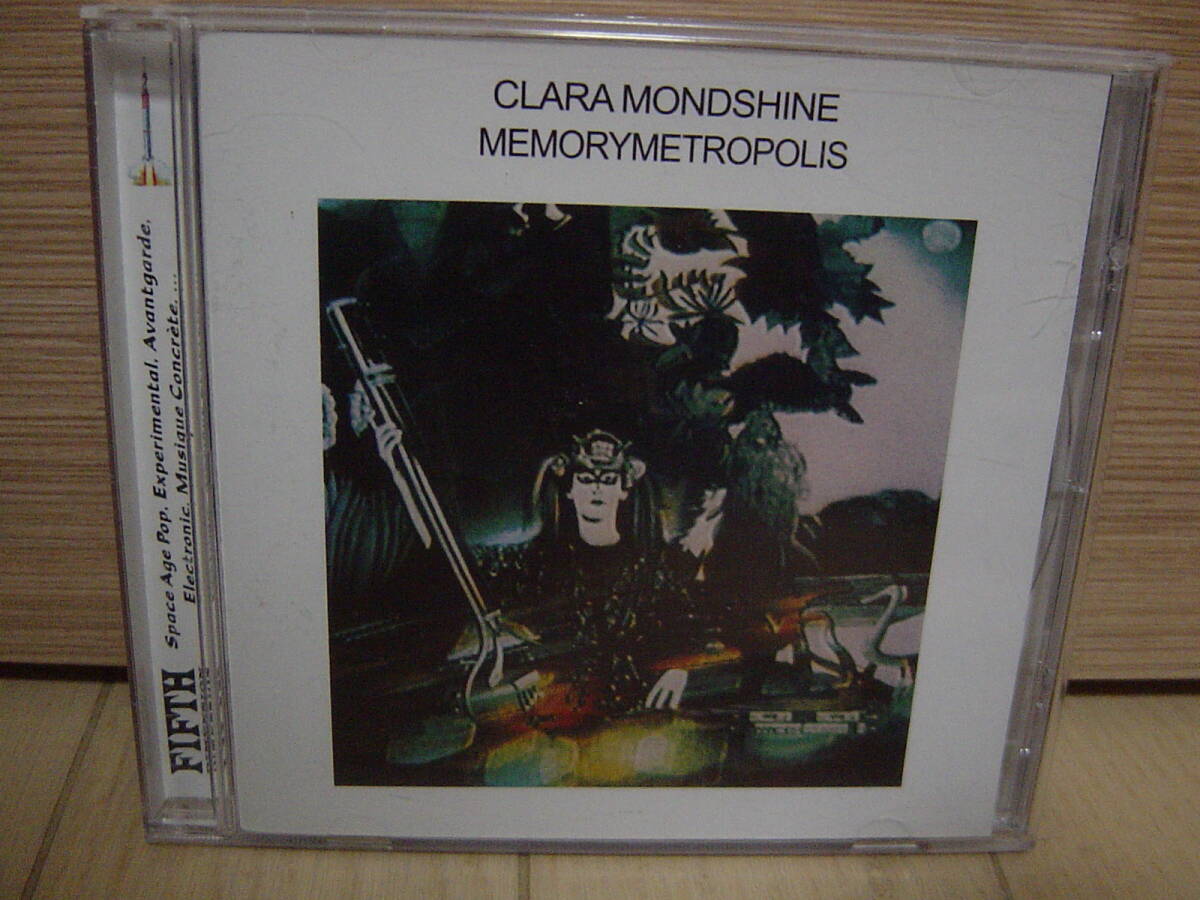 CLARA MONDSHINE
MEMORYMETROPOLIS
Space Age Pop, Experimental, Avantgarde,
Electronic, Musique Concrète, ...
FIFTH